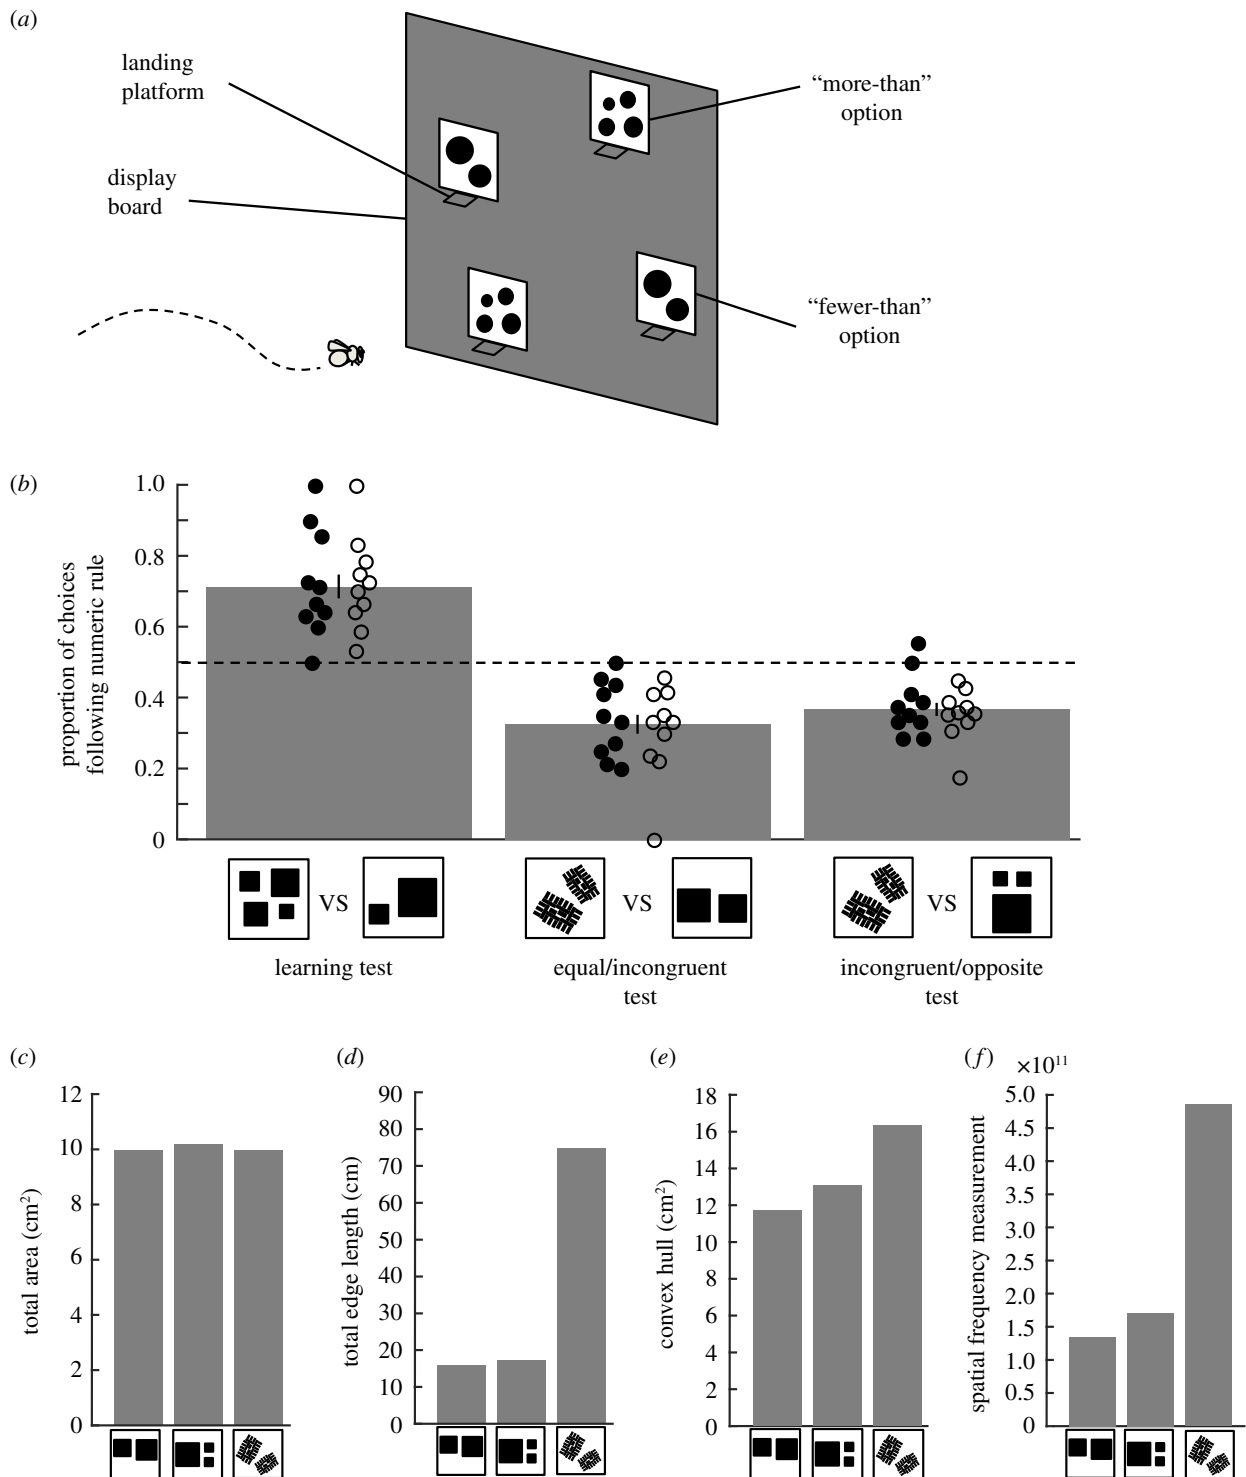 (a)
landing
platform
display
board
“more-than”
option
“fewer-than”
option
(b)
proportion of choices
following numeric rule
1.0
0.8
0.6
0.4
0.2
0
VS
VS
VS
learning test
equal/incongruent
test
incongruent/opposite
test
(c)
total area (cm²)
12
10
8
6
4
2
0
(d)
total edge length (cm)
90
80
70
60
50
40
30
20
10
0
(e)
convex hull (cm²)
18
16
14
12
10
8
6
4
2
0
(f)
×10¹¹
spatial frequency measurement
5.0
4.5
4.0
3.5
3.0
2.5
2.0
1.5
1.0
0.5
0